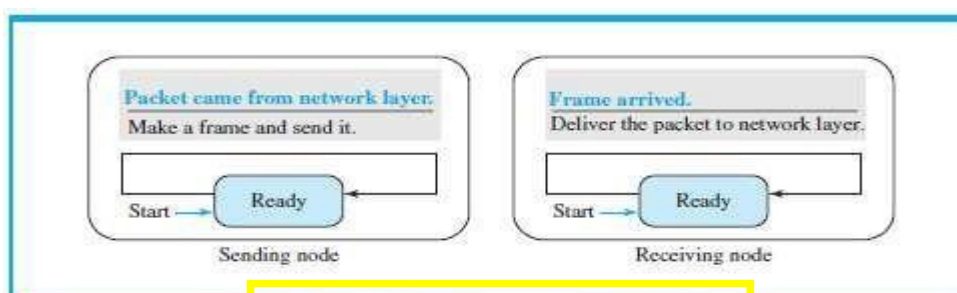 Packet came from network layer.
Make a frame and send it.
Start
Ready
Sending node
Frame arrived.
Deliver the packet to network layer.
Start
Ready
Receiving node